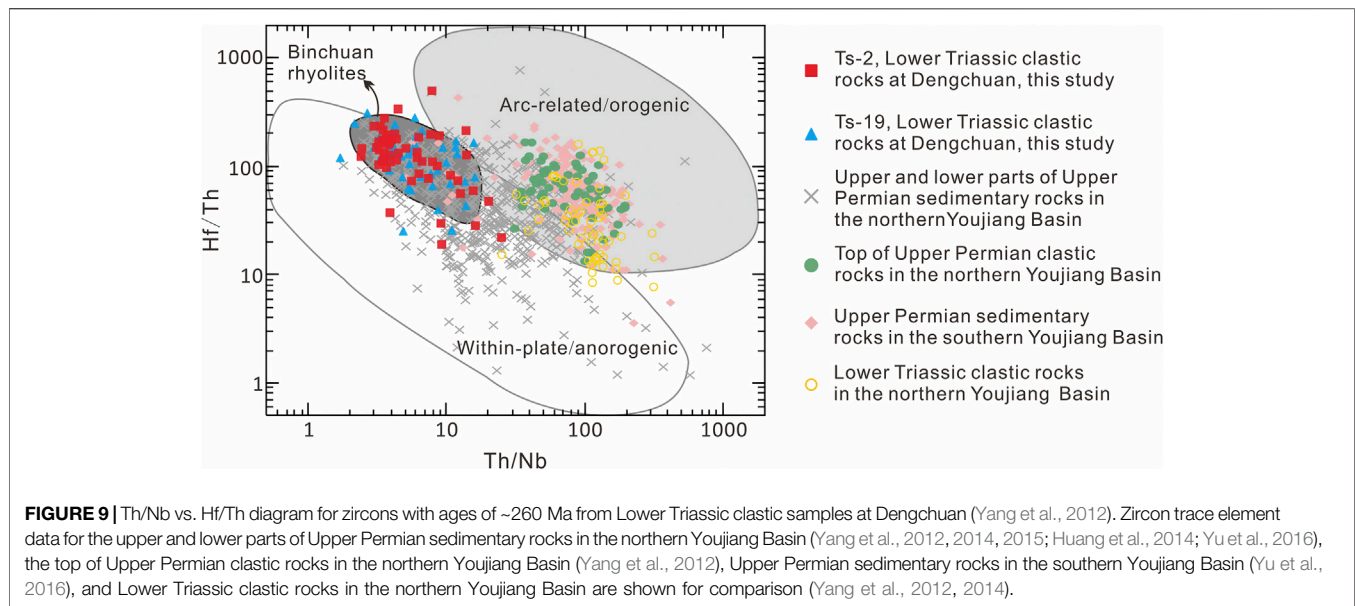 1000
100
10
1
Hf/Th
1
10
100
1000
Th/Nb
Binchuan
rhyolites
Arc-related/orogenic
Within-plate/anorogenic
Ts-2, Lower Triassic clastic
rocks at Dengchuan, this study
Ts-19, Lower Triassic clastic
rocks at Dengchuan, this study
Upper and lower parts of Upper
Permian sedimentary rocks in
the northernYoujiang Basin
Top of Upper Permian clastic
rocks in the northern Youjiang Basin
Upper Permian sedimentary
rocks in the southern Youjiang Basin
Lower Triassic clastic rocks
in the northern Youjiang Basin
FIGURE 9 | Th/Nb vs. Hf/Th diagram for zircons with ages of ~260 Ma from Lower Triassic clastic samples at Dengchuan (Yang et al., 2012). Zircon trace element
data for the upper and lower parts of Upper Permian sedimentary rocks in the northern Youjiang Basin (Yang et al., 2012, 2014, 2015; Huang et al., 2014; Yu et al., 2016),
the top of Upper Permian clastic rocks in the northern Youjiang Basin (Yang et al., 2012), Upper Permian sedimentary rocks in the southern Youjiang Basin (Yu et al.,
2016), and Lower Triassic clastic rocks in the northern Youjiang Basin are shown for comparison (Yang et al., 2012, 2014).